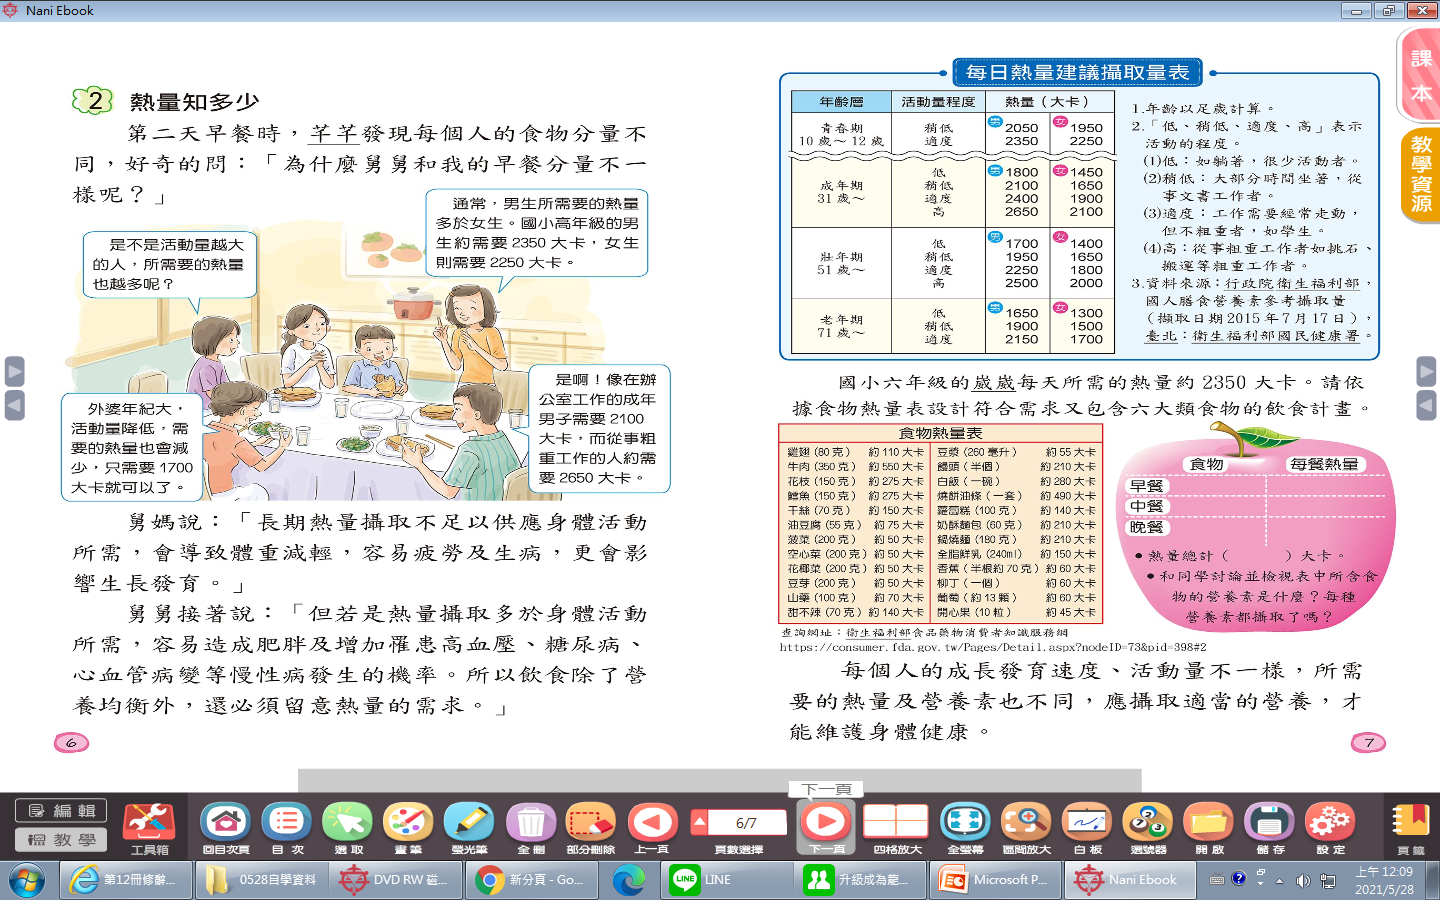 Nani Ebook
2 熱量知多少
第二天早餐時，芊芊發現每個人的食物分量不
同，好奇的問：「為什麼舅舅和我的早餐分量不一
樣呢？」
通常，男生所需要的熱量
多於女生。國小高年級的男
生約需要 2350 大卡，女生
則需要 2250 大卡。
是不是活動量越大
的人，所需要的熱量
也越多呢？
外婆年紀大，
活動量降低，需
要的熱量也會減
少，只需要 1700
大卡就可以了。
是啊！像在辦
公室工作的成年
男子需要 2100
大卡，而從事粗
重工作的人約需
要 2650 大卡。
舅媽說：「長期熱量攝取不足以供應身體活動
所需，會導致體重減輕，容易疲勞及生病，更會影
響生長發育。」
舅舅接著說：「但若是熱量攝取多於身體活動
所需，容易造成肥胖及增加罹患高血壓、糖尿病、
心血管病變等慢性病發生的機率。所以飲食除了營
養均衡外，還必須留意熱量的需求。」
6
每日熱量建議攝取量表
年齡層 活動量程度 熱量（大卡）
青春期
10 歲～ 12 歲
稍低 男 2050 女 1950
適度 2350 2250
成年期
31 歲～
低 男 1800 女 1450
稍低 2100 1650
適度 2400 1900
高 2650 2100
壯年期
51 歲～
低 男 1700 女 1400
稍低 1950 1650
適度 2250 1800
高 2500 2000
老年期
71 歲～
低 男 1650 女 1300
稍低 1900 1500
適度 2150 1700
1.年齡以足歲計算。
2.「低、稍低、適度、高」表示
活動的程度。
(1)低：如躺著，很少活動者。
(2)稍低：大部分時間坐著，從
事文書工作者。
(3)適度：工作需要經常走動，
但不粗重者，如學生。
(4)高：從事粗重工作者如挑石、
搬運等粗重工作者。
3.資料來源：行政院衛生福利部，
國人膳食營養素參考攝取量
（擷取日期 2015 年 7 月 17 日），
臺北：衛生福利部國民健康署。
國小六年級的崴崴每天所需的熱量約 2350 大卡。請依
據食物熱量表設計符合需求又包含六大類食物的飲食計畫。
食物熱量表
雞翅 (80 克) 約 110 大卡 豆漿 (260 毫升) 約 55 大卡
牛肉 (350 克) 約 550 大卡 饅頭（半個） 約 210 大卡
花枝 (150 克) 約 275 大卡 白飯（一碗） 約 280 大卡
鱈魚 (150 克) 約 275 大卡 燒餅油條（一套） 約 490 大卡
干絲 (70 克) 約 150 大卡 蘿蔔糕 (100 克) 約 140 大卡
油豆腐 (55 克) 約 75 大卡 奶酥麵包 (60 克) 約 210 大卡
菠菜 (200 克) 約 50 大卡 鍋燒麵 (180 克) 約 210 大卡
空心菜 (200 克) 約 50 大卡 全脂鮮乳 (240ml) 約 150 大卡
花椰菜 (200 克) 約 50 大卡 香蕉（半根約 70 克） 約 60 大卡
豆芽 (200 克) 約 50 大卡 柳丁（一個） 約 60 大卡
山藥 (100 克) 約 70 大卡 葡萄（約 13 顆） 約 60 大卡
甜不辣 (70 克) 約 140 大卡 開心果 (10 粒) 約 45 大卡
查詢網址：衛生福利部食品藥物消費者知識服務網
https://consumer.fda.gov.tw/Pages/Detail.aspx?nodeID=73&pid=398#2
食物 每餐熱量
早餐
中餐
晚餐
●熱量總計（ ）大卡。
●和同學討論並檢視表中所含食
物的營養素是什麼？每種
營養素都攝取了嗎？
每個人的成長發育速度、活動量不一樣，所需
要的熱量及營養素也不同，應攝取適當的營養，才
能維護身體健康。
7
課本
教學資源
下一頁
編輯
教學
工具箱 回目次頁 目 次 選 取 畫 筆 螢光筆 全 刪 部分刪除 上一頁 6/7 頁數選擇 下一頁 四格放大 全螢幕 區間放大 白 板 選號器 開 啟 儲 存 設 定 頁 籤
第12冊修辭... 0528自學資料 DVD RW 磁... 新分頁 - Go... LINE 升級成為龍... Microsoft P... Nani Ebook
上午 12:09
2021/5/28